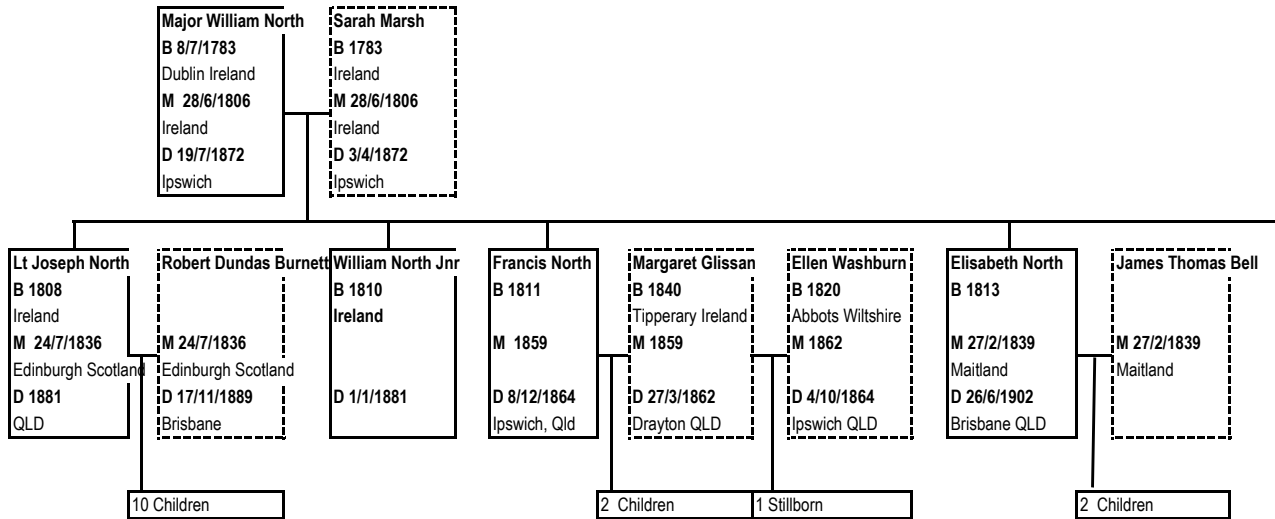 Major William North
B 8/7/1783
Dublin Ireland
M 28/6/1806
Ireland
D 19/7/1872
Ipswich
Sarah Marsh
B 1783
Ireland
M 28/6/1806
Ireland
D 3/4/1872
Ipswich
Lt Joseph North
B 1808
Ireland
M 24/7/1836
Edinburgh Scotland
D 1881
QLD
Robert Dundas Burnett
M 24/7/1836
Edinburgh Scotland
D 17/11/1889
Brisbane
William North Jnr
B 1810
Ireland
D 1/1/1881
Francis North
B 1811
M 1859
D 8/12/1864
Ipswich, Qld
Margaret Glissan
B 1840
Tipperary Ireland
M 1859
D 27/3/1862
Drayton QLD
Ellen Washburn
B 1820
Abbots Wiltshire
M 1862
D 4/10/1864
Ipswich QLD
Elisabeth North
B 1813
M 27/2/1839
Maitland
D 26/6/1902
Brisbane QLD
James Thomas Bell
M 27/2/1839
Maitland
10 Children
2 Children
1 Stillborn
2 Children